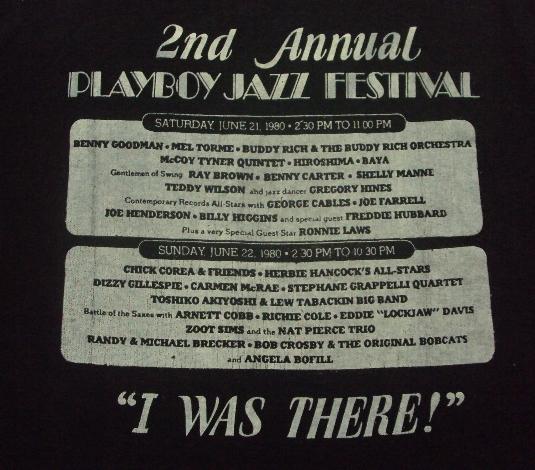 2nd Annual
PLAYBOY JAZZ FESTIVAL
SATURDAY, JUNE 21, 1980 • 2:30 PM TO 11:00 PM
BENNY GOODMAN • MEL TORME • BUDDY RICH & THE BUDDY RICH ORCHESTRA
McCOY TYNER QUINTET • HIROSHIMA • BAYA
Gentlemen of Swing RAY BROWN • BENNY CARTER • SHELLY MANNE
TEDDY WILSON and jazz dancer GREGORY HINES
Contemporary Records All-Stars with GEORGE CABLES • JOE FARRELL
JOE HENDERSON • BILLY HIGGINS and special guest FREDDIE HUBBARD
Plus a very Special Guest Star RONNIE LAWS
SUNDAY, JUNE 22, 1980 • 2:30 PM TO 10:30 PM
CHICK COREA & FRIENDS • HERBIE HANCOCK'S ALL-STARS
DIZZY GILLESPIE • CARMEN McRAE • STEPHANE GRAPPELLI QUARTET
TOSHIKO AKIYOSHI & LEW TABACKIN BIG BAND
Battle of the Saxes with ARNETT COBB • RICHIE COLE • EDDIE "LOCKJAW" DAVIS
ZOOT SIMS and the NAT PIERCE TRIO
RANDY & MICHAEL BRECKER • BOB CROSBY & THE ORIGINAL BOBCATS
and ANGELA BOFILL
"I WAS THERE!"